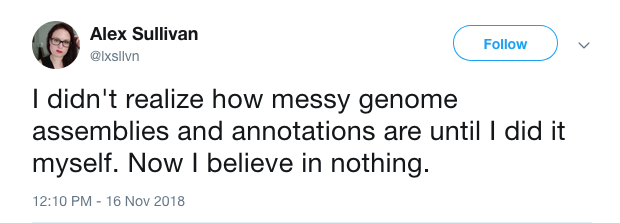 Alex Sullivan
@lxsllvn
Follow
I didn't realize how messy genome
assemblies and annotations are until I did it
myself. Now I believe in nothing.
12:10 PM - 16 Nov 2018